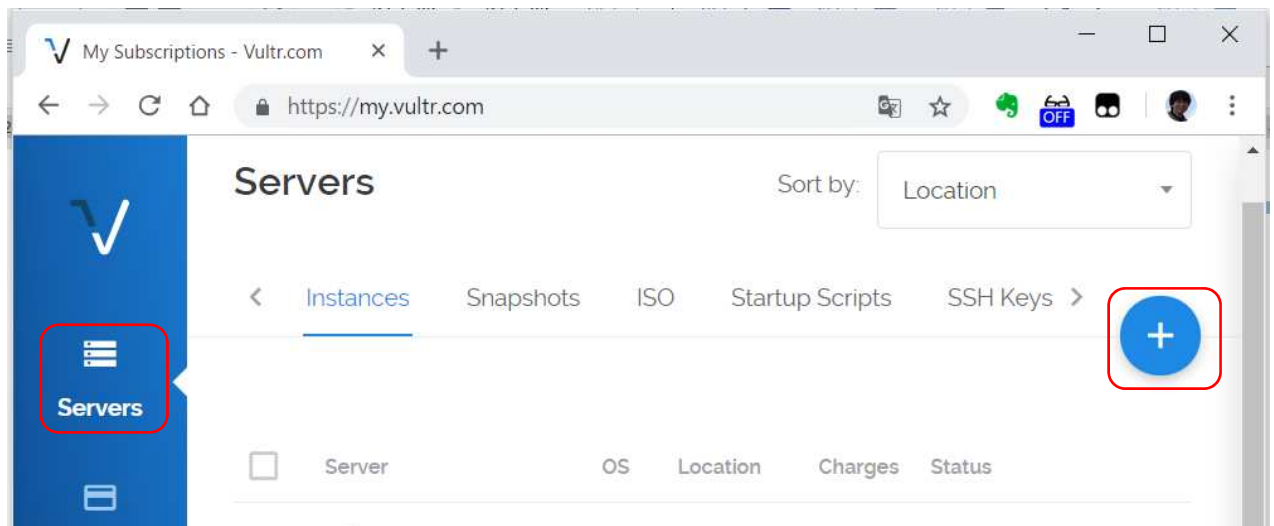 My Subscriptions - Vultr.com
https://my.vultr.com
OFF
Servers
Sort by:
Location
Instances Snapshots ISO Startup Scripts SSH Keys
Servers
Server OS Location Charges Status